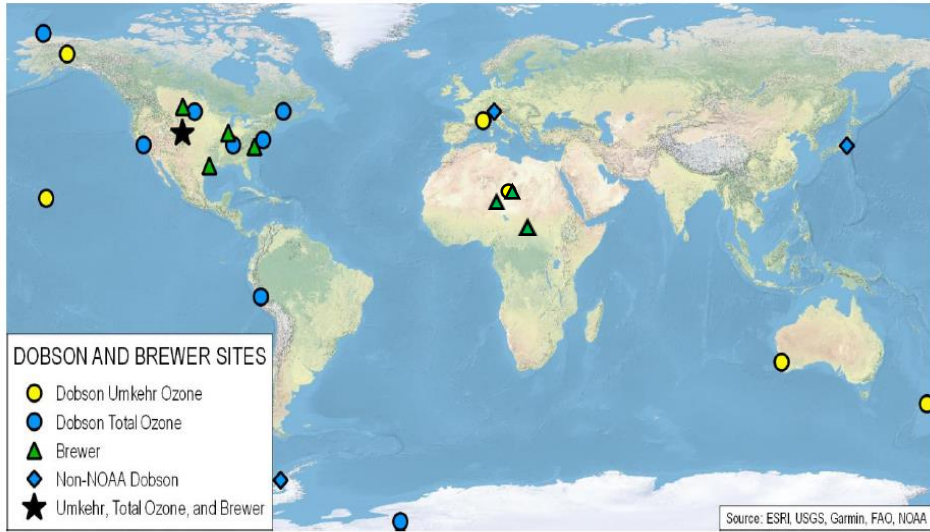 DOBSON AND BREWER SITES
Dobson Umkehr Ozone
Dobson Total Ozone
Brewer
Non-NOAA Dobson
Umkehr, Total Ozone, and Brewer
Source: ESRI, USGS, Garmin, FAO, NOAA